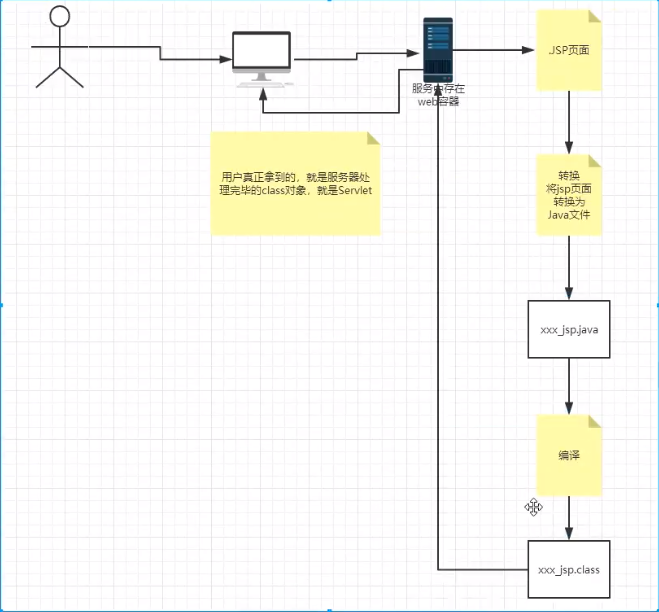 .JSP页面
服务
存在
web容器
用户真正拿到的，就是服务器处
理完毕的class对象，就是Servlet
转换
将jsp页面
转换为
Java文件
xxx_jsp.java
编译
xxx_jsp.class